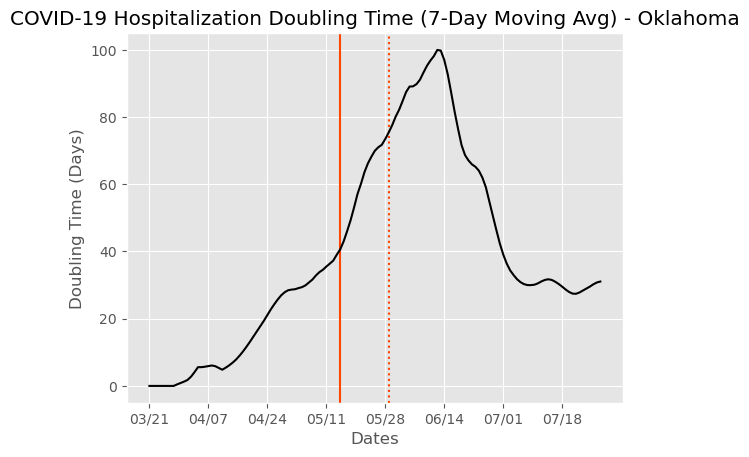 COVID-19 Hospitalization Doubling Time (7-Day Moving Avg) - Oklahoma
Doubling Time (Days)
100
80
60
40
20
0
03/21 04/07 04/24 05/11 05/28 06/14 07/01 07/18
Dates